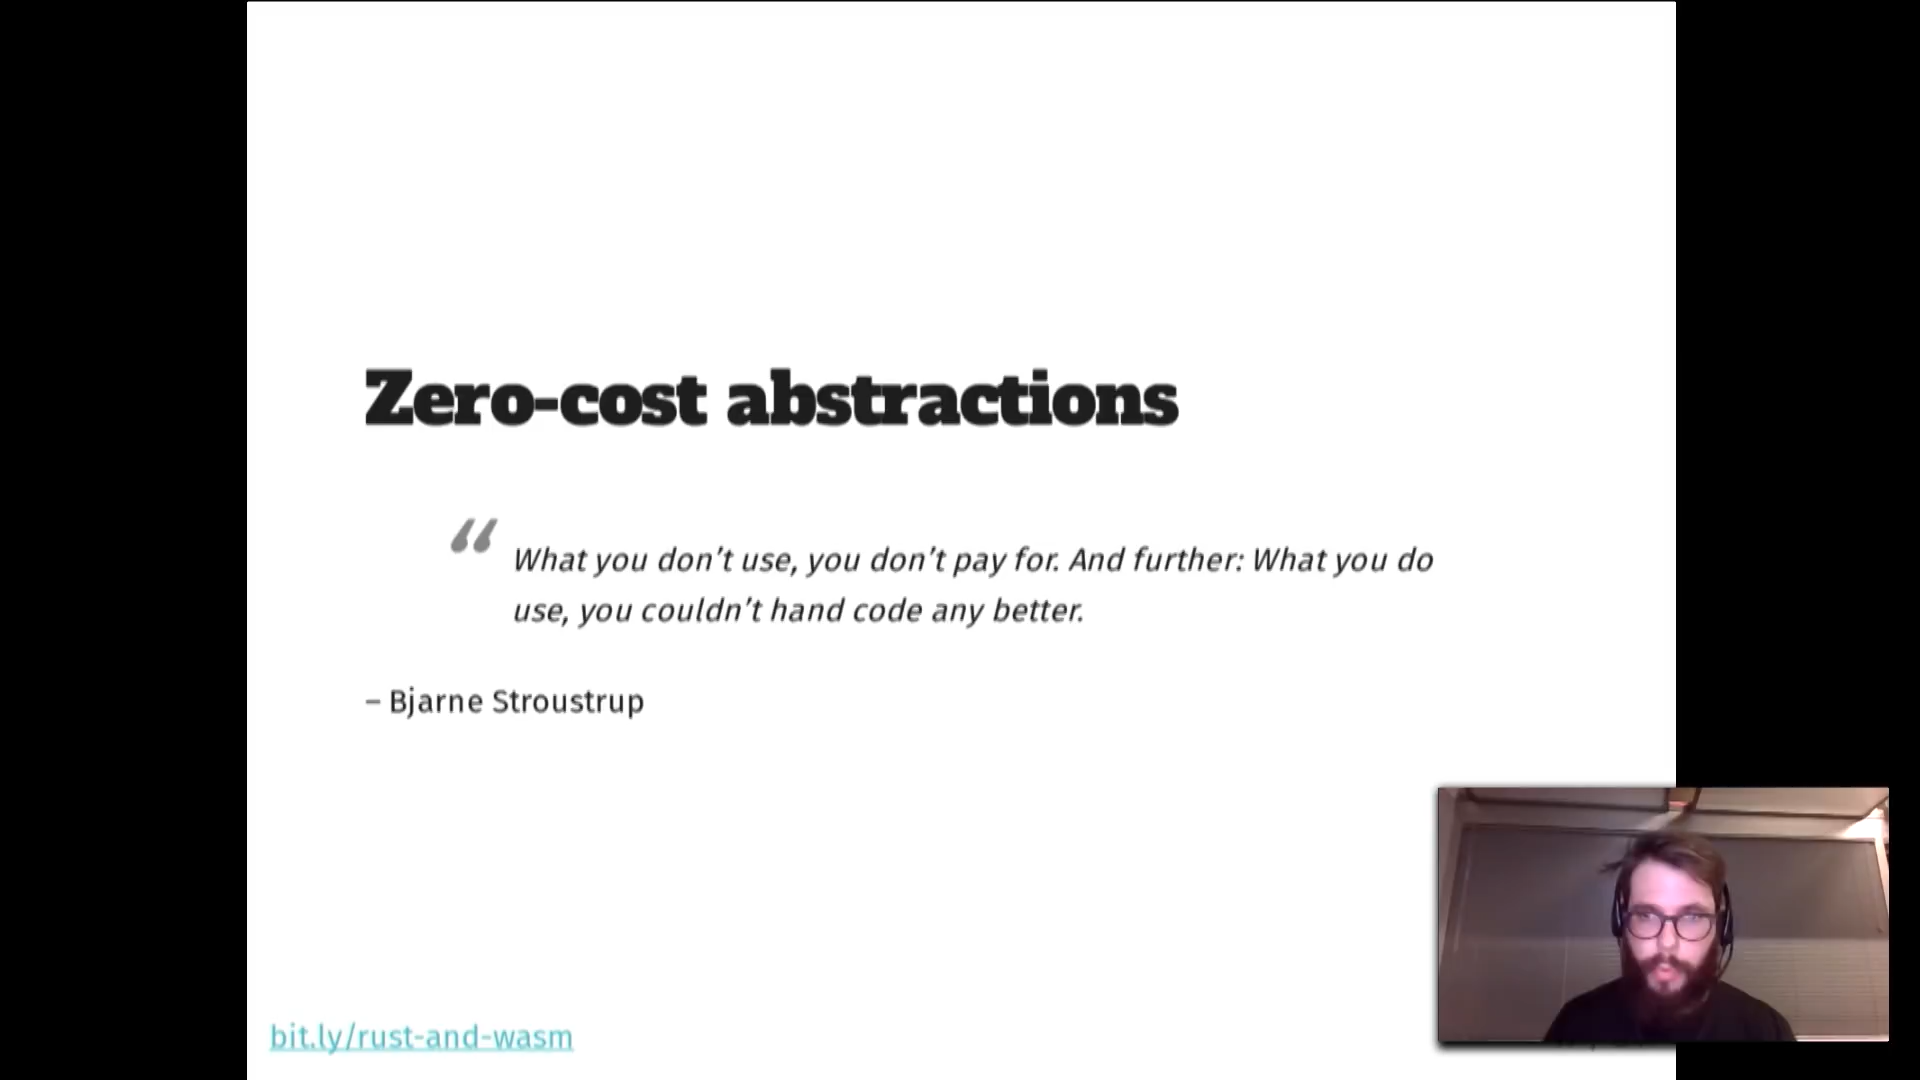 Zero-cost abstractions
“ What you don’t use, you don’t pay for. And further: What you do
use, you couldn’t hand code any better.
– Bjarne Stroustrup
bit.ly/rust-and-wasm